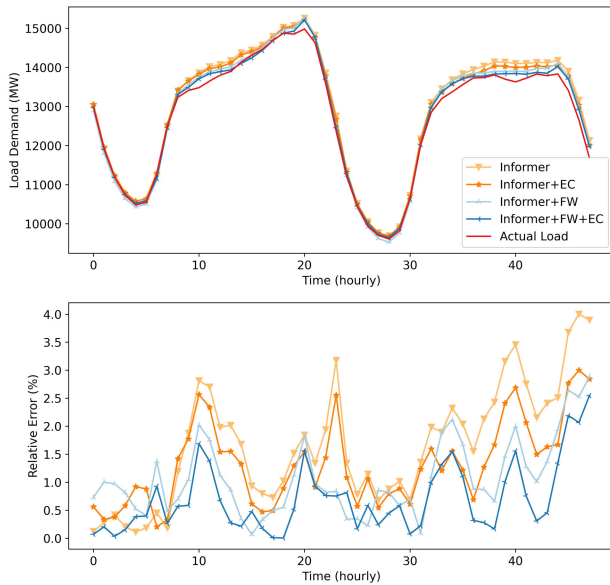 Load Demand (MW)
15000
14000
13000
12000
11000
10000
Informer
Informer+EC
Informer+FW
Informer+FW+EC
Actual Load
0
10
20
30
40
Time (hourly)
Relative Error (%)
4.0
3.5
3.0
2.5
2.0
1.5
1.0
0.5
0.0
0
10
20
30
40
Time (hourly)